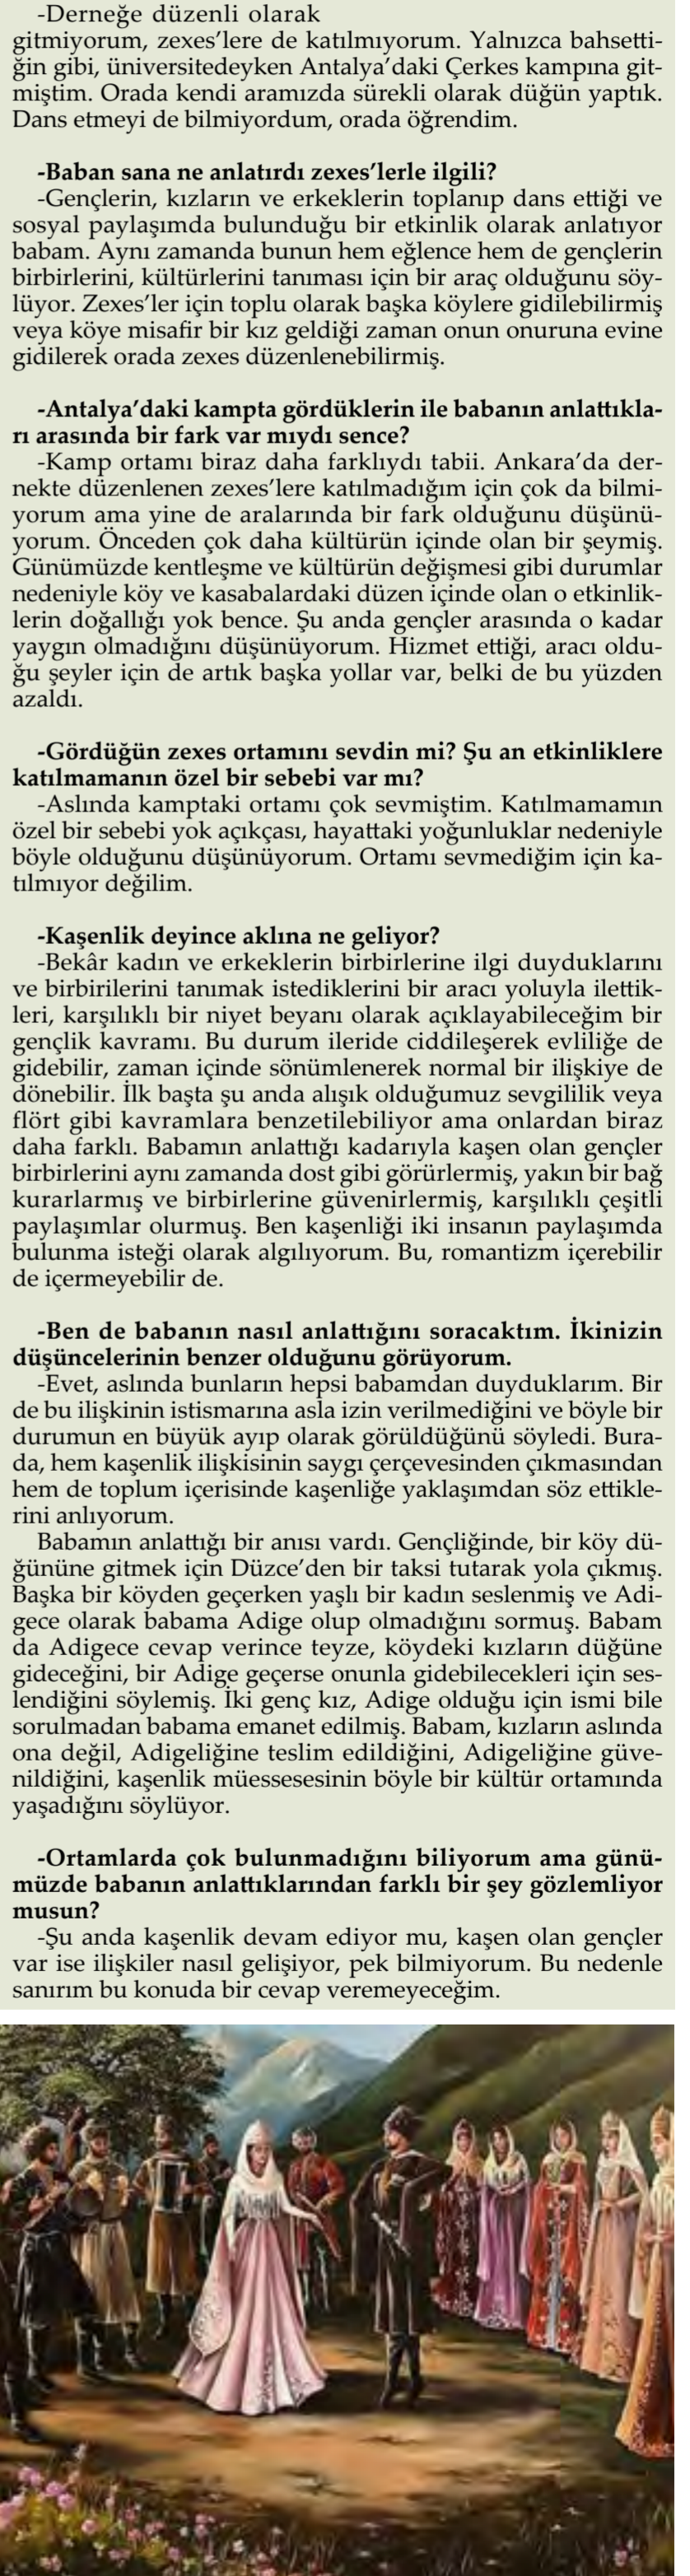 -Derneğe düzenli olarak
gitmiyorum, zexes’lere de katılmıyorum. Yalnızca bahsetti-
ğin gibi, üniversitedeyken Antalya’daki Çerkes kampına git-
miştim. Orada kendi aramızda sürekli olarak düğün yaptık.
Dans etmeyi de bilmiyordum, orada öğrendim.
-Baban sana ne anlatırdı zexes’lerle ilgili?
-Gençlerin, kızların ve erkeklerin toplanıp dans ettiği ve
sosyal paylaşımda bulunduğu bir etkinlik olarak anlatıyor
babam. Aynı zamanda bunun hem eğlence hem de gençlerin
birbirlerini, kültürlerini tanıması için bir araç olduğunu söy-
lüyor. Zexes’ler için toplu olarak başka köylere gidilebilirmiş
veya köye misafir bir kız geldiği zaman onun onuruna evine
gidilerek orada zexes düzenlenebilirmiş.
-Antalya’daki kampta gördüklerin ile babanın anlattıkla-
rı arasında bir fark var mıydı sence?
-Kamp ortamı biraz daha farklıydı tabii. Ankara’da der-
nekte düzenlenen zexes’lere katılmadığım için çok da bilmi-
yorum ama yine de aralarında bir fark olduğunu düşünü-
yorum. Önceden çok daha kültürün içinde olan bir şeymiş.
Günümüzde kentleşme ve kültürün değişmesi gibi durumlar
nedeniyle köy ve kasabalardaki düzen içinde olan o etkinlik-
lerin doğallığı yok bence. Şu anda gençler arasında o kadar
yaygın olmadığını düşünüyorum. Hizmet ettiği, aracı oldu-
ğu şeyler için de artık başka yollar var, belki de bu yüzden
azaldı.
-Gördüğün zexes ortamını sevdin mi? Şu an etkinliklere
katılmamanın özel bir sebebi var mı?
-Aslında kamptaki ortamı çok sevmiştim. Katılmamamın
özel bir sebebi yok açıkçası, hayattaki yoğunluklar nedeniyle
böyle olduğunu düşünüyorum. Ortamı sevmediğim için ka-
tılmıyor değilim.
-Kaşenlik deyince aklına ne geliyor?
-Bekâr kadın ve erkeklerin birbirlerine ilgi duyduklarını
ve birbirilerini tanımak istediklerini bir aracı yoluyla ilettik-
leri, karşılıklı bir niyet beyanı olarak açıklayabileceğim bir
gençlik kavramı. Bu durum ileride ciddileşerek evliliğe de
gidebilir, zaman içinde sönümlenerek normal bir ilişkiye de
dönebilir. İlk başta şu anda alışık olduğumuz sevgililik veya
flört gibi kavramlara benzetilebiliyor ama onlardan biraz
daha farklı. Babamın anlattığı kadarıyla kaşen olan gençler
birbirlerini aynı zamanda dost gibi görürlermiş, yakın bir bağ
kurarlarmış ve birbirlerine güvenirlermiş, karşılıklı çeşitli
paylaşımlar olurmuş. Ben kaşenliği iki insanın paylaşımda
bulunma isteği olarak algılıyorum. Bu, romantizm içerebilir
de içermeyebilir de.
-Ben de babanın nasıl anlattığını soracaktım. İkinizin
düşüncelerinin benzer olduğunu görüyorum.
-Evet, aslında bunların hepsi babamdan duyduklarım. Bir
de bu ilişkinin istismarına asla izin verilmediğini ve böyle bir
durumun en büyük ayıp olarak görüldüğünü söyledi. Bura-
da, hem kaşenlik ilişkisinin saygı çerçevesinden çıkmasından
hem de toplum içerisinde kaşenliğe yaklaşımdan söz ettikle-
rini anlıyorum.
Babamın anlattığı bir anısı vardı. Gençliğinde, bir köy dü-
ğününe gitmek için Düzce’den bir taksi tutarak yola çıkmış.
Başka bir köyden geçerken yaşlı bir kadın seslenmiş ve Adi-
gece olarak babama Adige olup olmadığını sormuş. Babam
da Adigece cevap verince teyze, köydeki kızların düğüne
gideceğini, bir Adige geçerse onunla gidebilecekleri için ses-
lendiğini söylemiş. İki genç kız, Adige olduğu için ismi bile
sorulmadan babama emanet edilmiş. Babam, kızların aslında
ona değil, Adigeliğine teslim edildiğini, Adigeliğine güve-
nildiğini, kaşenlik müessesesinin böyle bir kültür ortamında
yaşadığını söylüyor.
-Ortamlarda çok bulunmadığını biliyorum ama günü-
müzde babanın anlattıklarından farklı bir şey gözlemliyor
musun?
-Şu anda kaşenlik devam ediyor mu, kaşen olan gençler
var ise ilişkiler nasıl gelişiyor, pek bilmiyorum. Bu nedenle
sanırım bu konuda bir cevap veremeyeceğim.